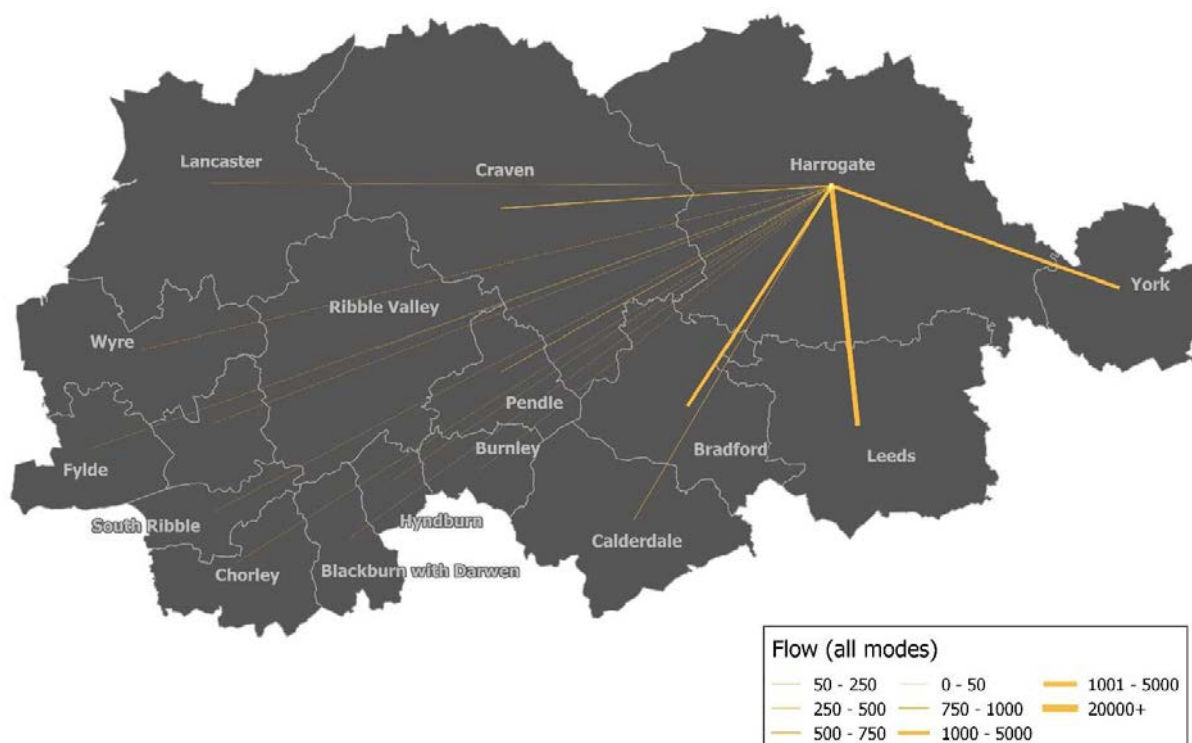 Lancaster
Craven
Harrogate
York
Ribble Valley
Wyre
Pendle
Burnley
Bradford
Leeds
Fylde
South Ribble
Hyndburn
Calderdale
Chorley
Blackburn with Darwen
Flow (all modes)
50 - 250
0 - 50
1001 - 5000
250 - 500
750 - 1000
20000+
500 - 750
1000 - 5000